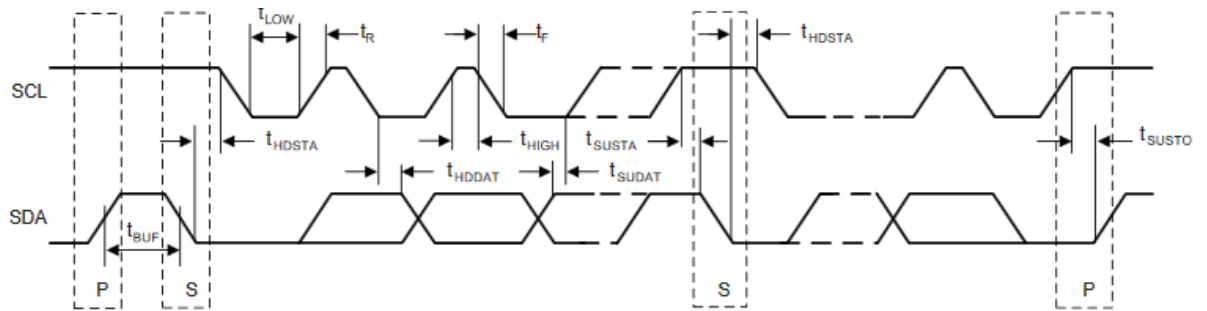 tLOW
tR
tF
tHDSTA
SCL
tHDSTA
tHIGH
tSUSTA
tSUSTO
tHDDAT
tSUDAT
SDA
tBUF
P
S
S
P